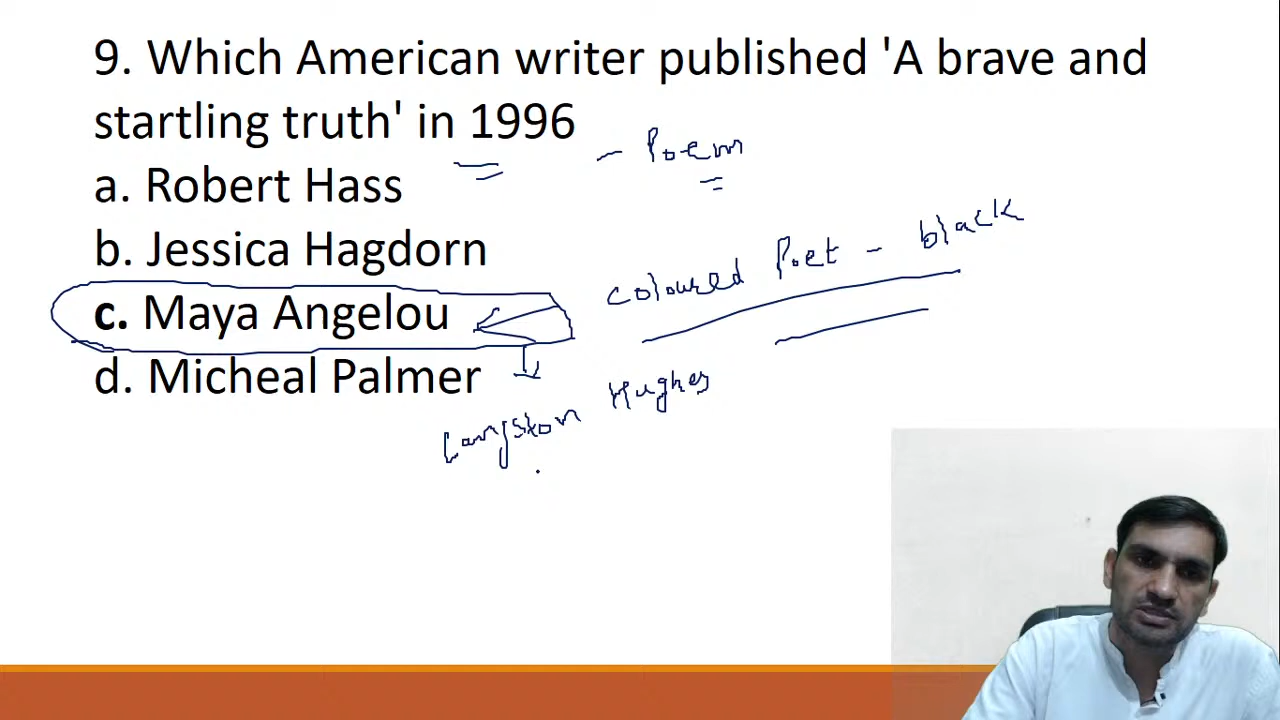 9. Which American writer published 'A brave and
startling truth' in 1996
- Poem
a. Robert Hass
b. Jessica Hagdorn
coloured Poet - black
c. Maya Angelou
d. Micheal Palmer
Langston Hughes